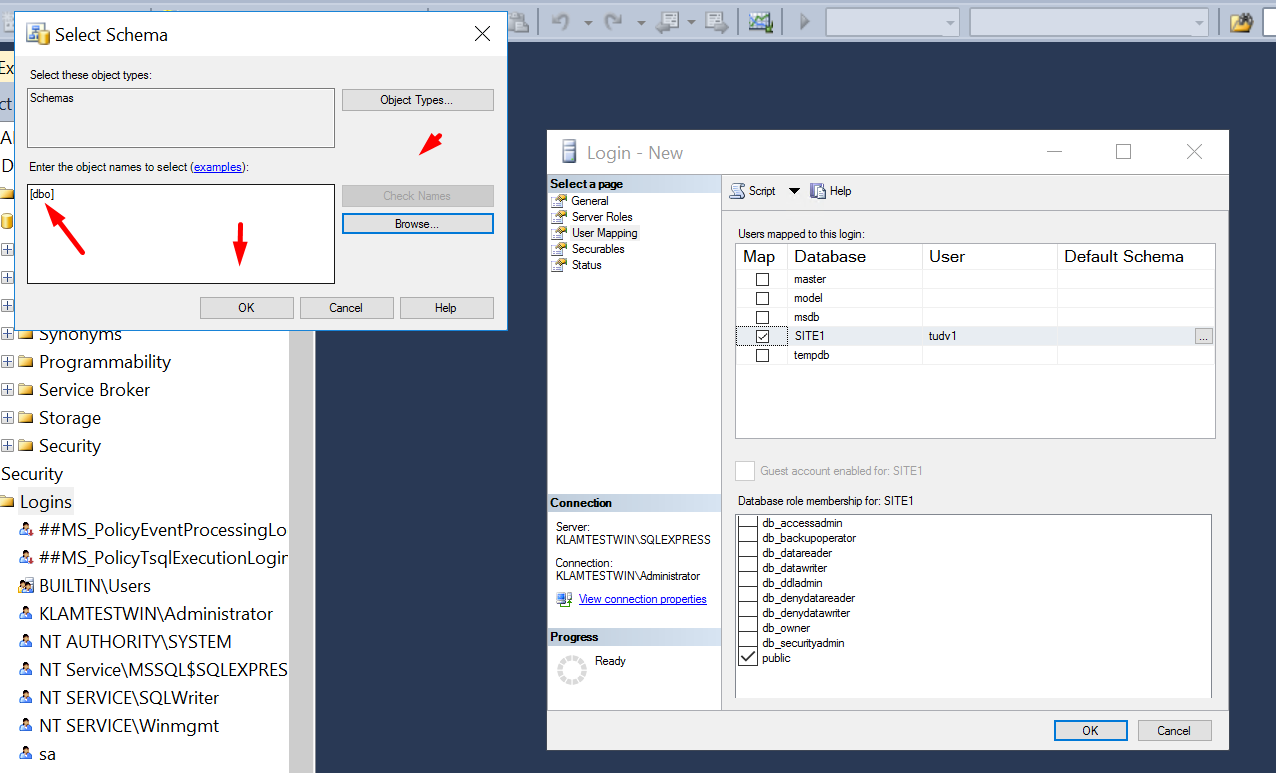 Select Schema
Select these object types:
Schemas
Object Types...
Enter the object names to select (examples):
[dbo]
Check Names
Browse...
OK
Cancel
Help
Synonyms
Programmability
Service Broker
Storage
Security
Security
Logins
##MS_PolicyEventProcessingLo
##MS_PolicyTsqlExecutionLogin
BUILTIN\Users
KLAMTESTWIN\Administrator
NT AUTHORITY\SYSTEM
NT Service\MSSQL$SQLEXPRESS
NT SERVICE\SQLWriter
NT SERVICE\Winmgmt
sa
Login - New
Select a page
General
Server Roles
User Mapping
Securables
Status
Connection
Server:
KLAMTESTWIN\SQLEXPRESS
Connection:
KLAMTESTWIN\Administrator
View connection properties
Progress
Ready
Script
Help
Users mapped to this login:
Map Database User Default Schema
master
model
msdb
SITE1 tudv1 ...
tempdb
Guest account enabled for: SITE1
Database role membership for: SITE1
db_accessadmin
db_backupoperator
db_datareader
db_datawriter
db_ddladmin
db_denydatareader
db_denydatawriter
db_owner
db_securityadmin
public
OK
Cancel